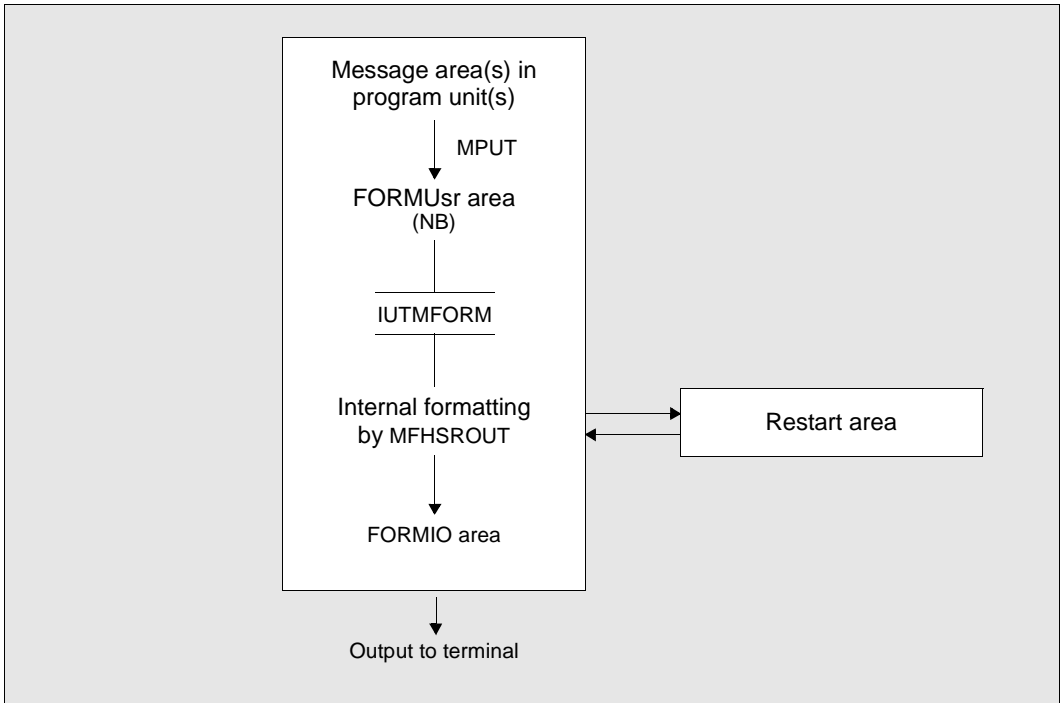 Message area(s) in
program unit(s)
MPUT
FORMUsr area
(NB)
IUTMFORM
Internal formatting
by MFHSROUT
Restart area
FORMIO area
Output to terminal